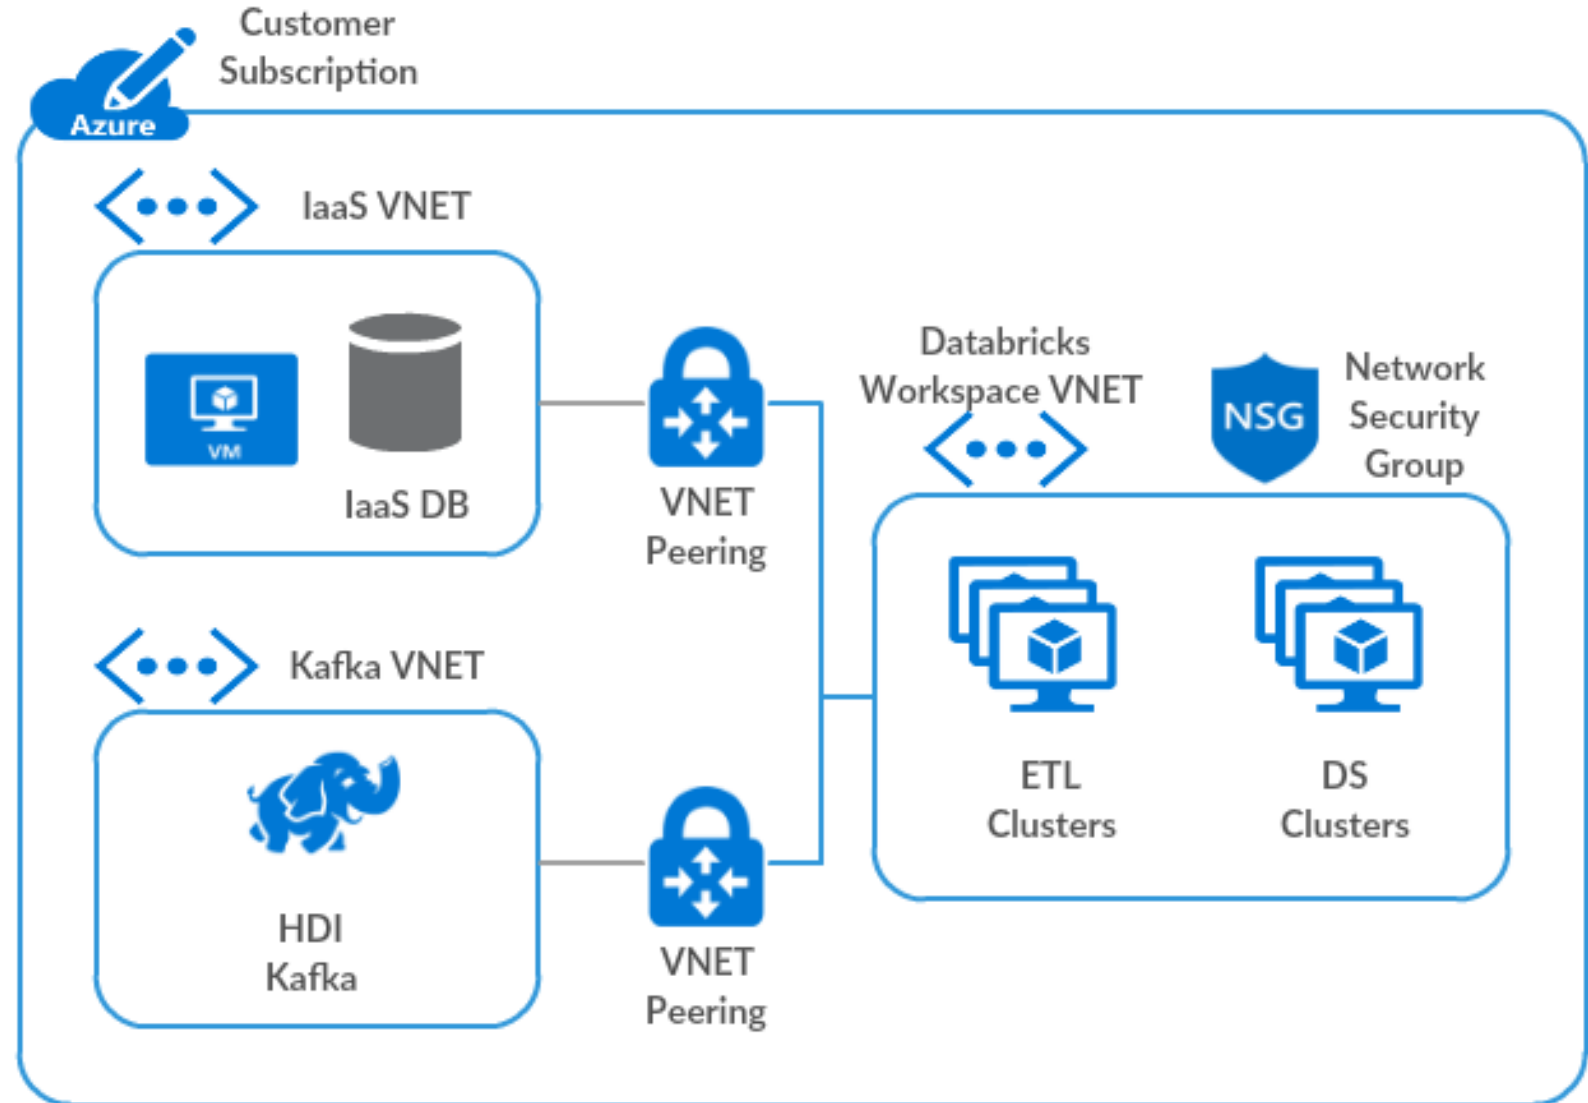 Customer
Subscription
Azure
IaaS VNET
VM
IaaS DB
VNET
Peering
Databricks
Workspace VNET
NSG
Network
Security
Group
ETL
Clusters
DS
Clusters
Kafka VNET
HDI
Kafka
VNET
Peering